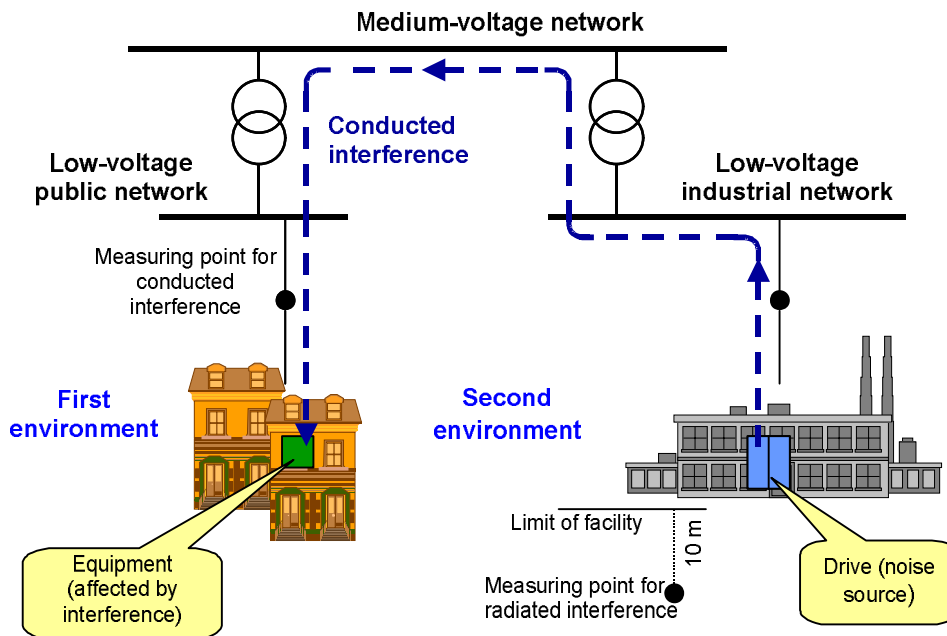 Medium-voltage network
Conducted
interference
Low-voltage
public network
Low-voltage
industrial network
Measuring point for
conducted
interference
First
environment
Second
environment
Limit of facility
10 m
Equipment
(affected by
interference)
Measuring point for
radiated interference
Drive (noise
source)